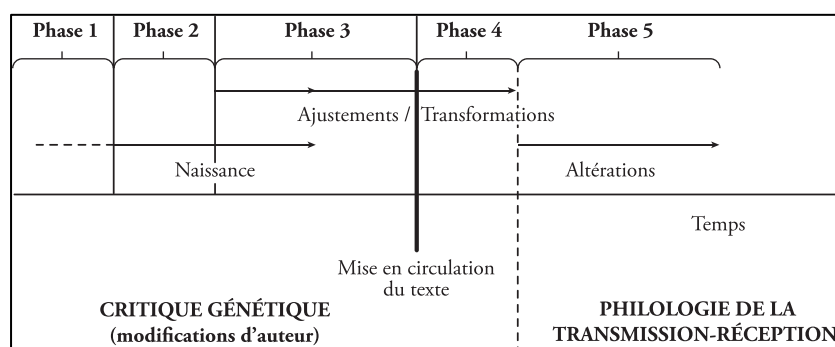 Phase 1 Phase 2 Phase 3 Phase 4 Phase 5
Ajustements / Transformations
Naissance Altérations
Temps
Mise en circulation
du texte
CRITIQUE GÉNÉTIQUE
(modifications d’auteur)
PHILOLOGIE DE LA
TRANSMISSION-RÉCEPTION